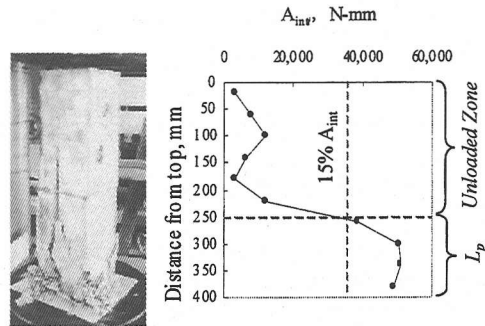 A_int, N-mm
0 20,000 40,000 60,000
0
50
100
150
200
250
300
350
400
Distance from top, mm
15% A_int
Unloaded Zone
L_p